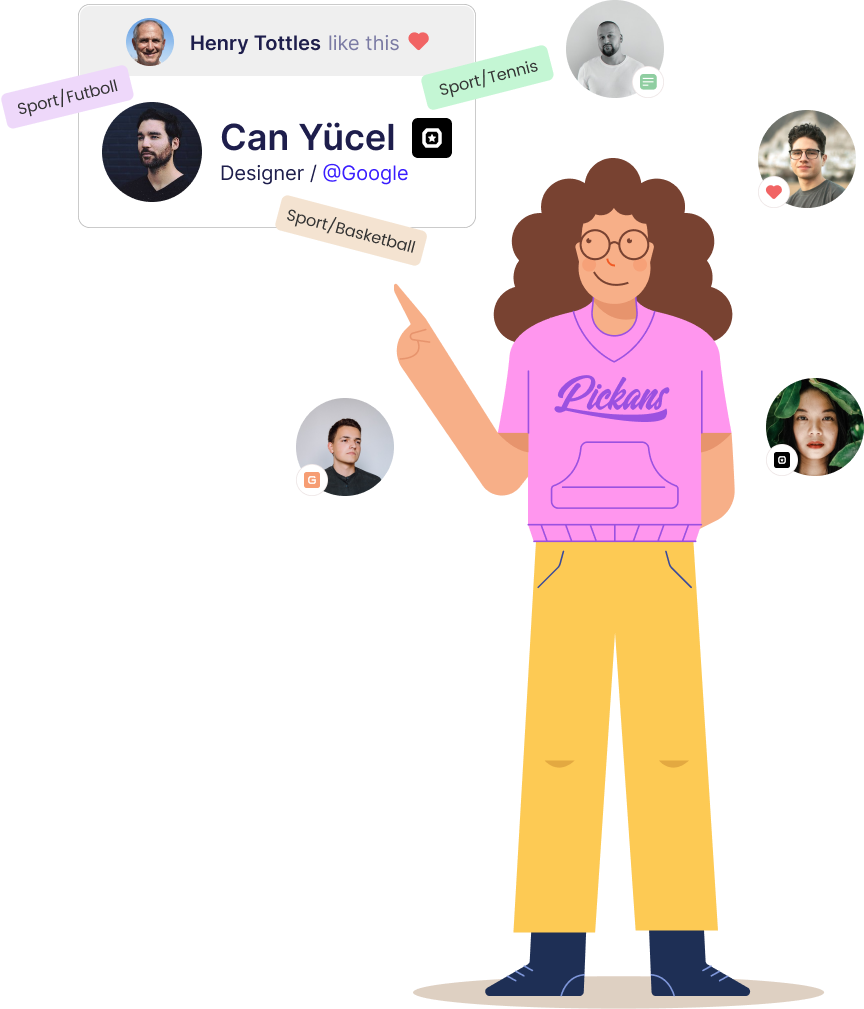 Henry Tottles like this
Sport/Futboll
Sport/Tennis
Can Yücel
Designer / @Google
Sport/Basketball
Pickans
G